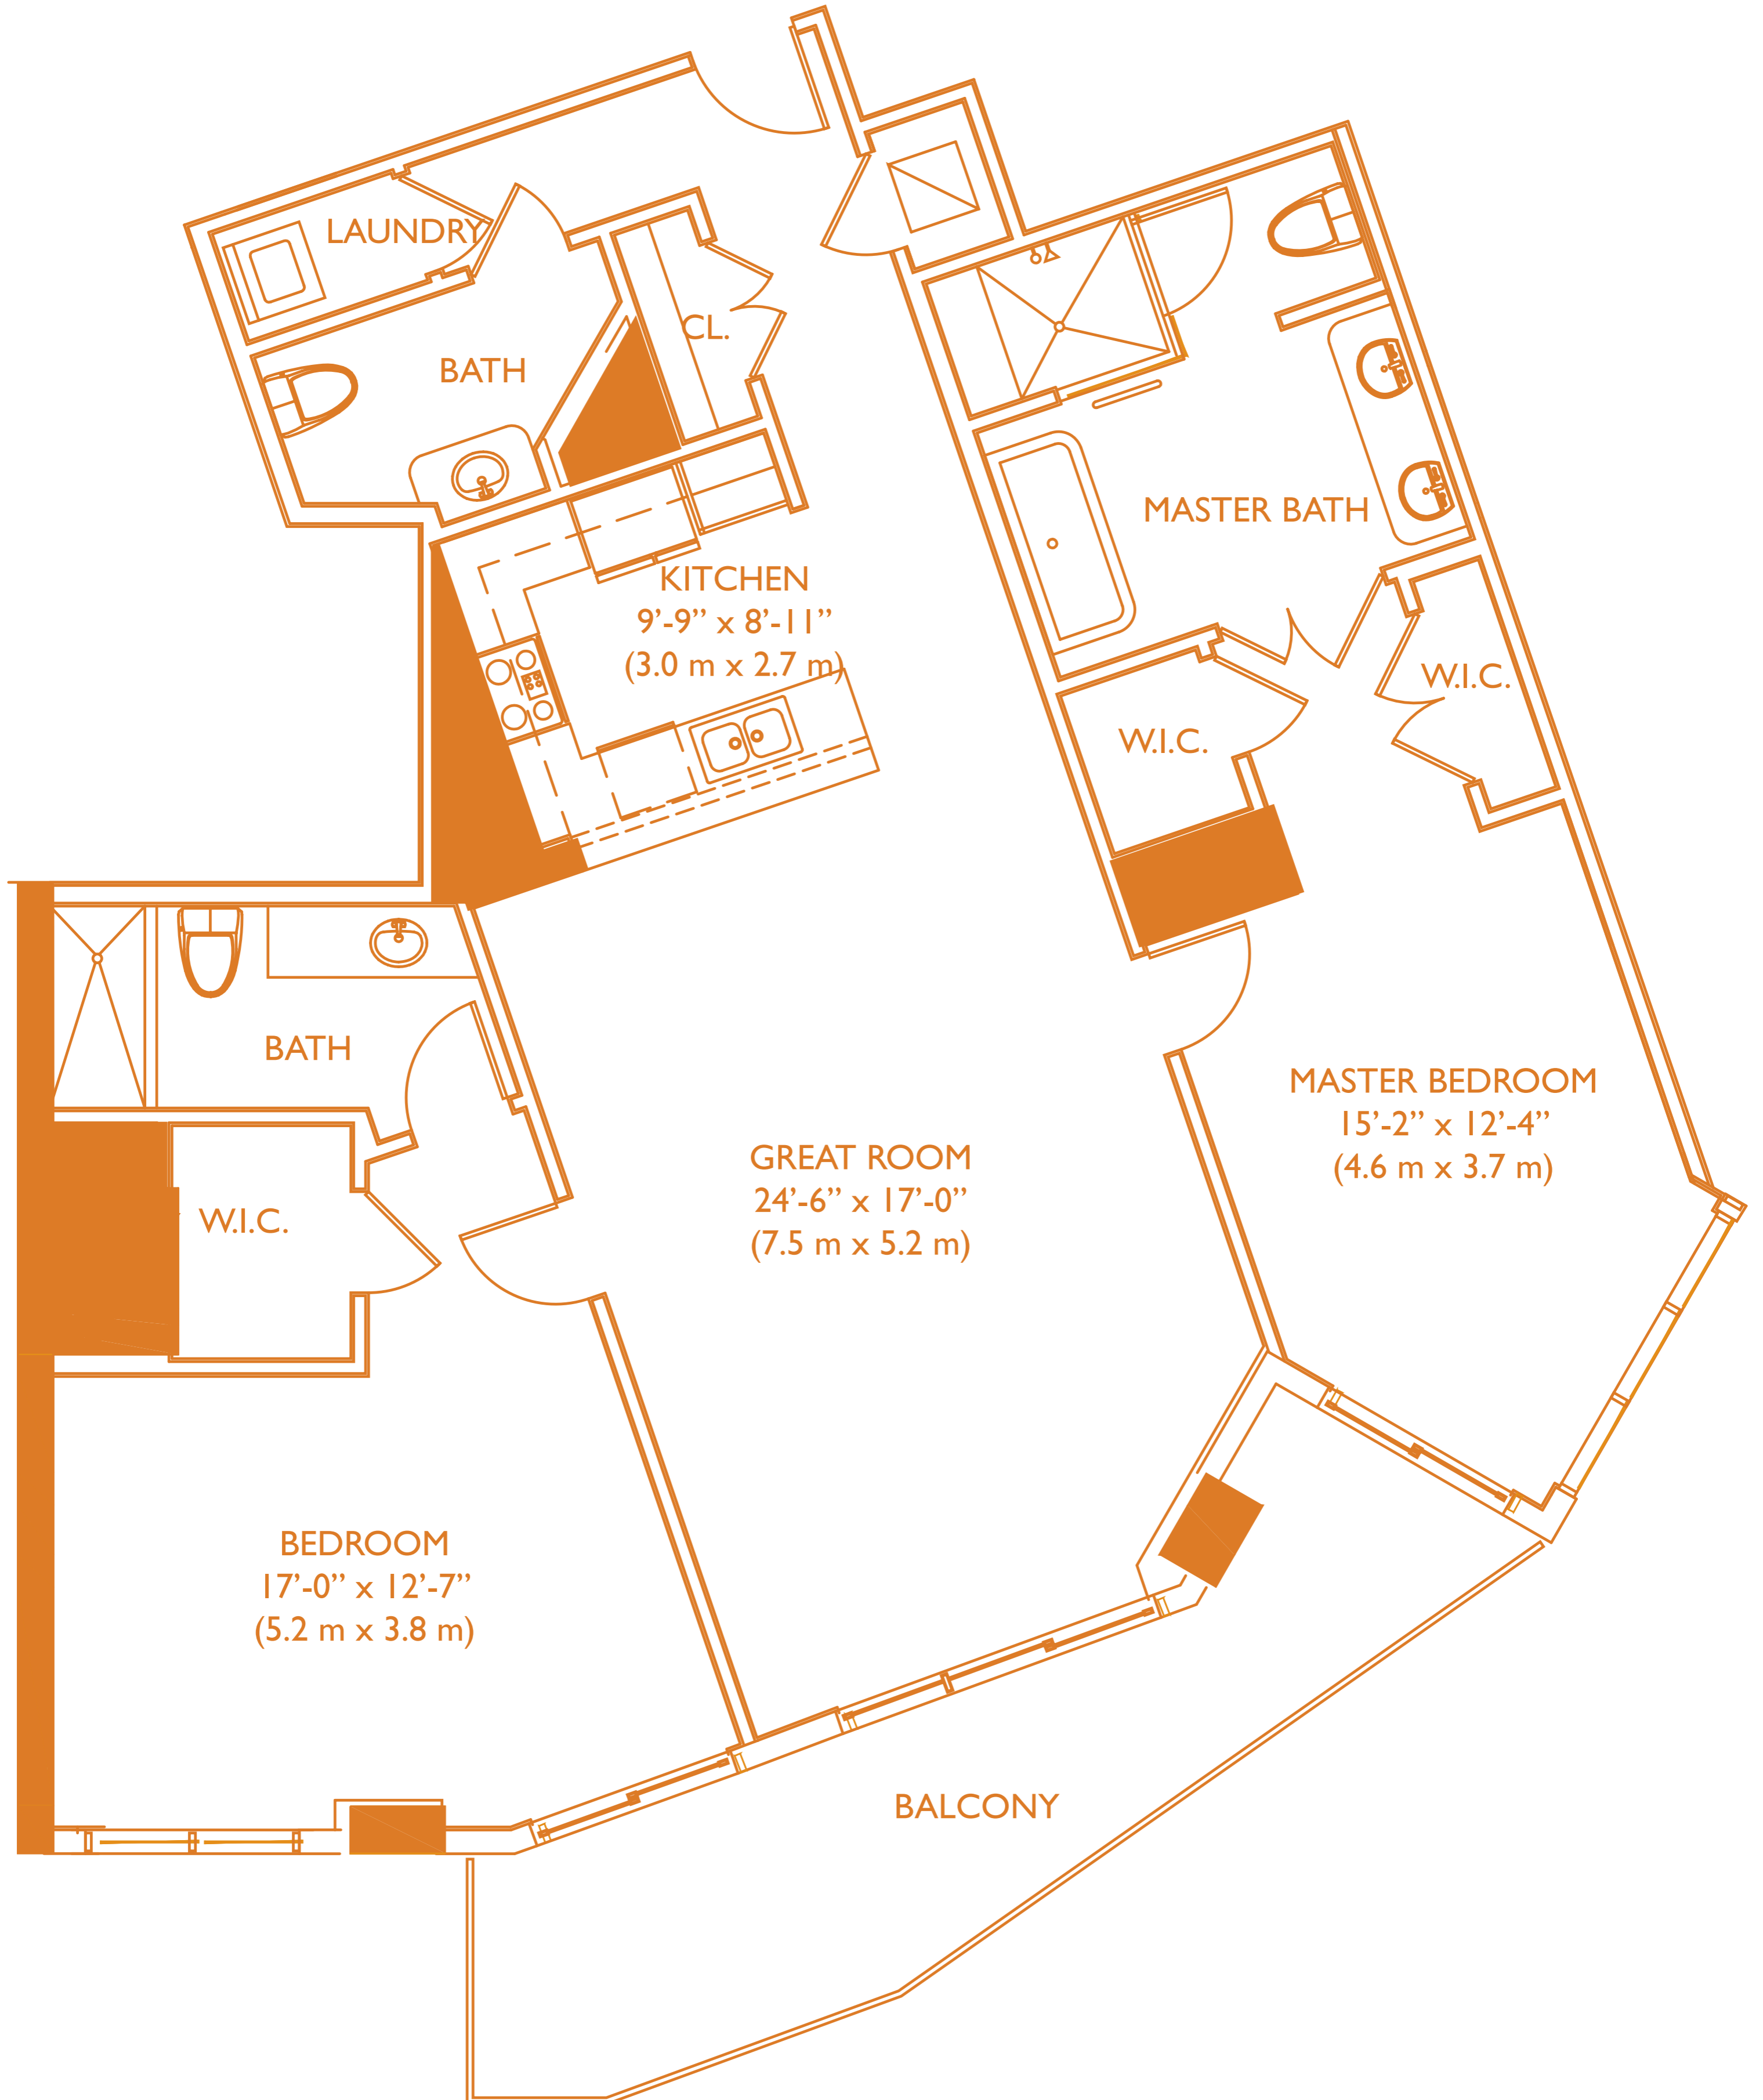 LAUNDRY
CL.
BATH
KITCHEN
9’-9” x 8’-11”
(3.0 m x 2.7 m)
MASTER BATH
W.I.C.
W.I.C.
BATH
MASTER BEDROOM
15’-2” x 12’-4”
(4.6 m x 3.7 m)
GREAT ROOM
24’-6” x 17’-0”
(7.5 m x 5.2 m)
W.I.C.
BEDROOM
17’-0” x 12’-7”
(5.2 m x 3.8 m)
BALCONY